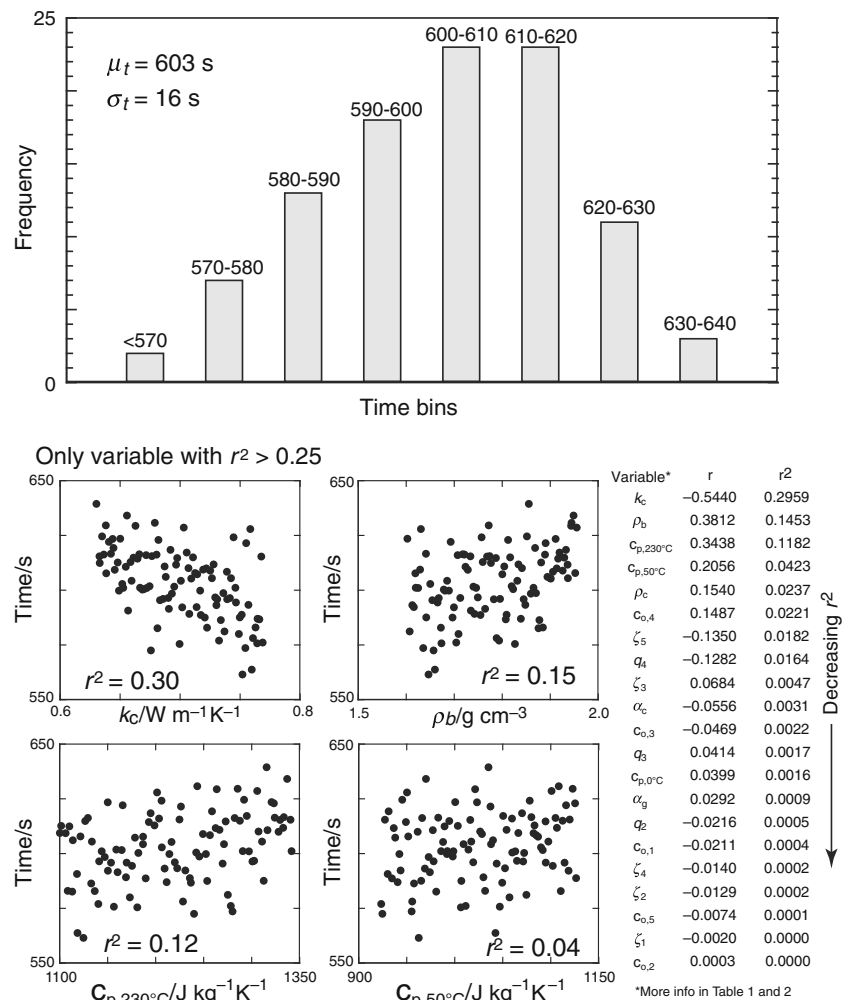 25
μt = 603 s
σt = 16 s
600-610
610-620
590-600
580-590
620-630
570-580
630-640
<570
Frequency
0
Time bins
Only variable with r² > 0.25
650
Time/s
r² = 0.30
550
0.6
kc/W m⁻¹K⁻¹
0.8
Time/s
r² = 0.15
1.5
ρb/g cm⁻³
2.0
650
Time/s
r² = 0.12
550
1100
Cp,230°C/J kg⁻¹K⁻¹
1350
Time/s
r² = 0.04
900
Cp,50°C/J kg⁻¹K⁻¹
1150
Variable* r r²
kc −0.5440 0.2959
ρb 0.3812 0.1453
cp,230°C 0.3438 0.1182
cp,50°C 0.2056 0.0423
ρc 0.1540 0.0237
co,4 0.1487 0.0221
ζ5 −0.1350 0.0182
q4 −0.1282 0.0164
ζ3 0.0684 0.0047
αc −0.0556 0.0031
co,3 −0.0469 0.0022
q3 0.0414 0.0017
cp,0°C 0.0399 0.0016
αg 0.0292 0.0009
q2 −0.0216 0.0005
co,1 −0.0211 0.0004
ζ4 −0.0140 0.0002
ζ2 −0.0129 0.0002
co,5 −0.0074 0.0001
ζ1 −0.0020 0.0000
co,2 0.0003 0.0000
Decreasing r²
*More info in Table 1 and 2